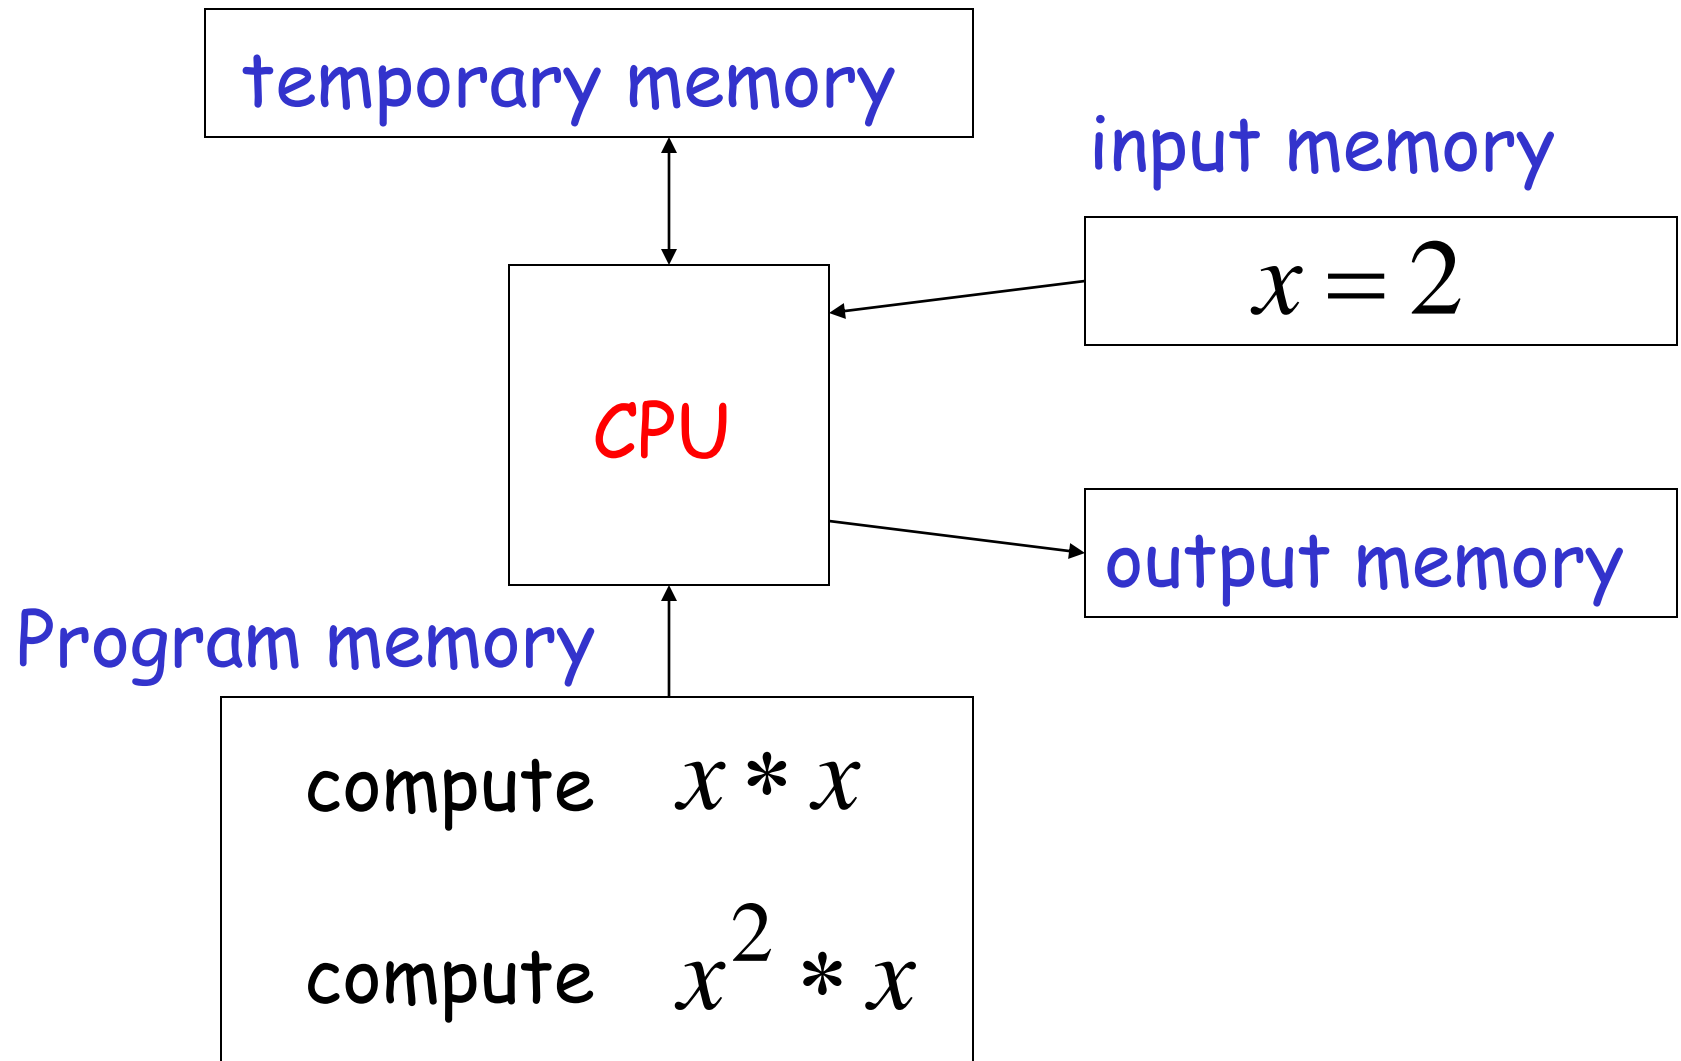 temporary memory
input memory
x = 2
CPU
output memory
Program memory
compute x * x
compute x² * x